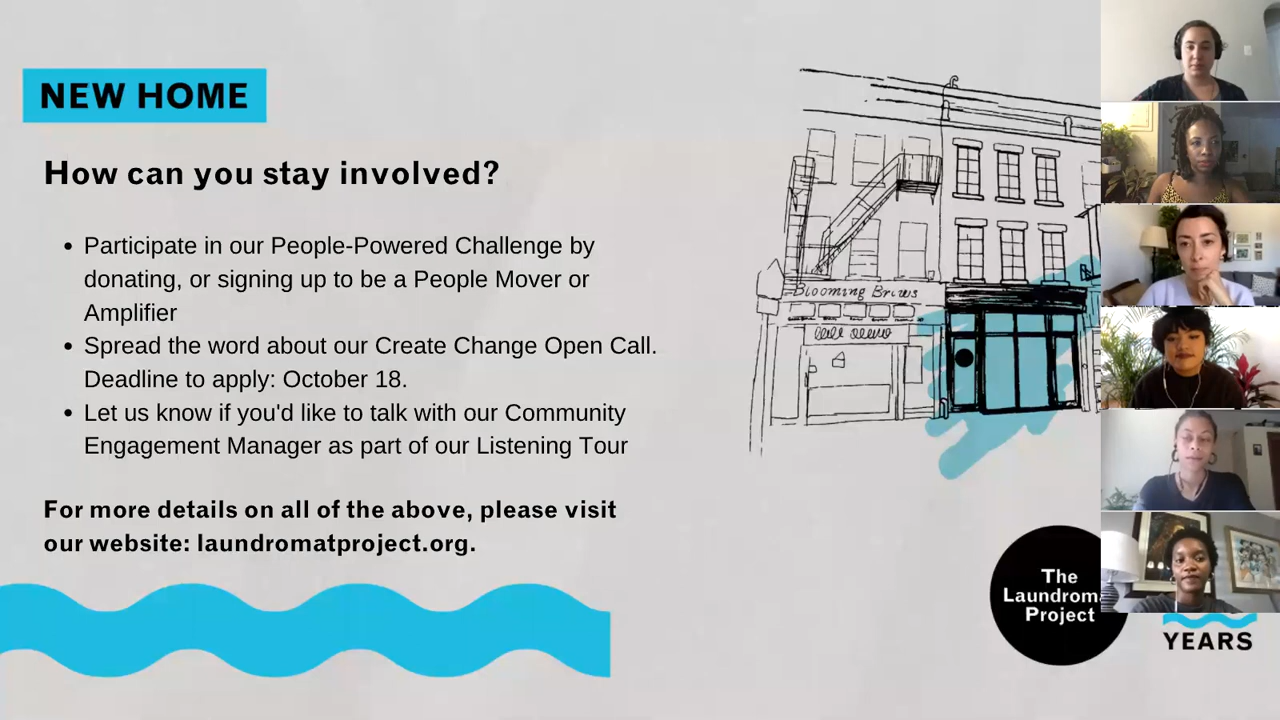 NEW HOME
How can you stay involved?
• Participate in our People-Powered Challenge by
donating, or signing up to be a People Mover or
Amplifier
• Spread the word about our Create Change Open Call.
Deadline to apply: October 18.
• Let us know if you'd like to talk with our Community
Engagement Manager as part of our Listening Tour
For more details on all of the above, please visit
our website: laundromatproject.org.
Blooming Brews
The
Laundrom
Project
YEARS